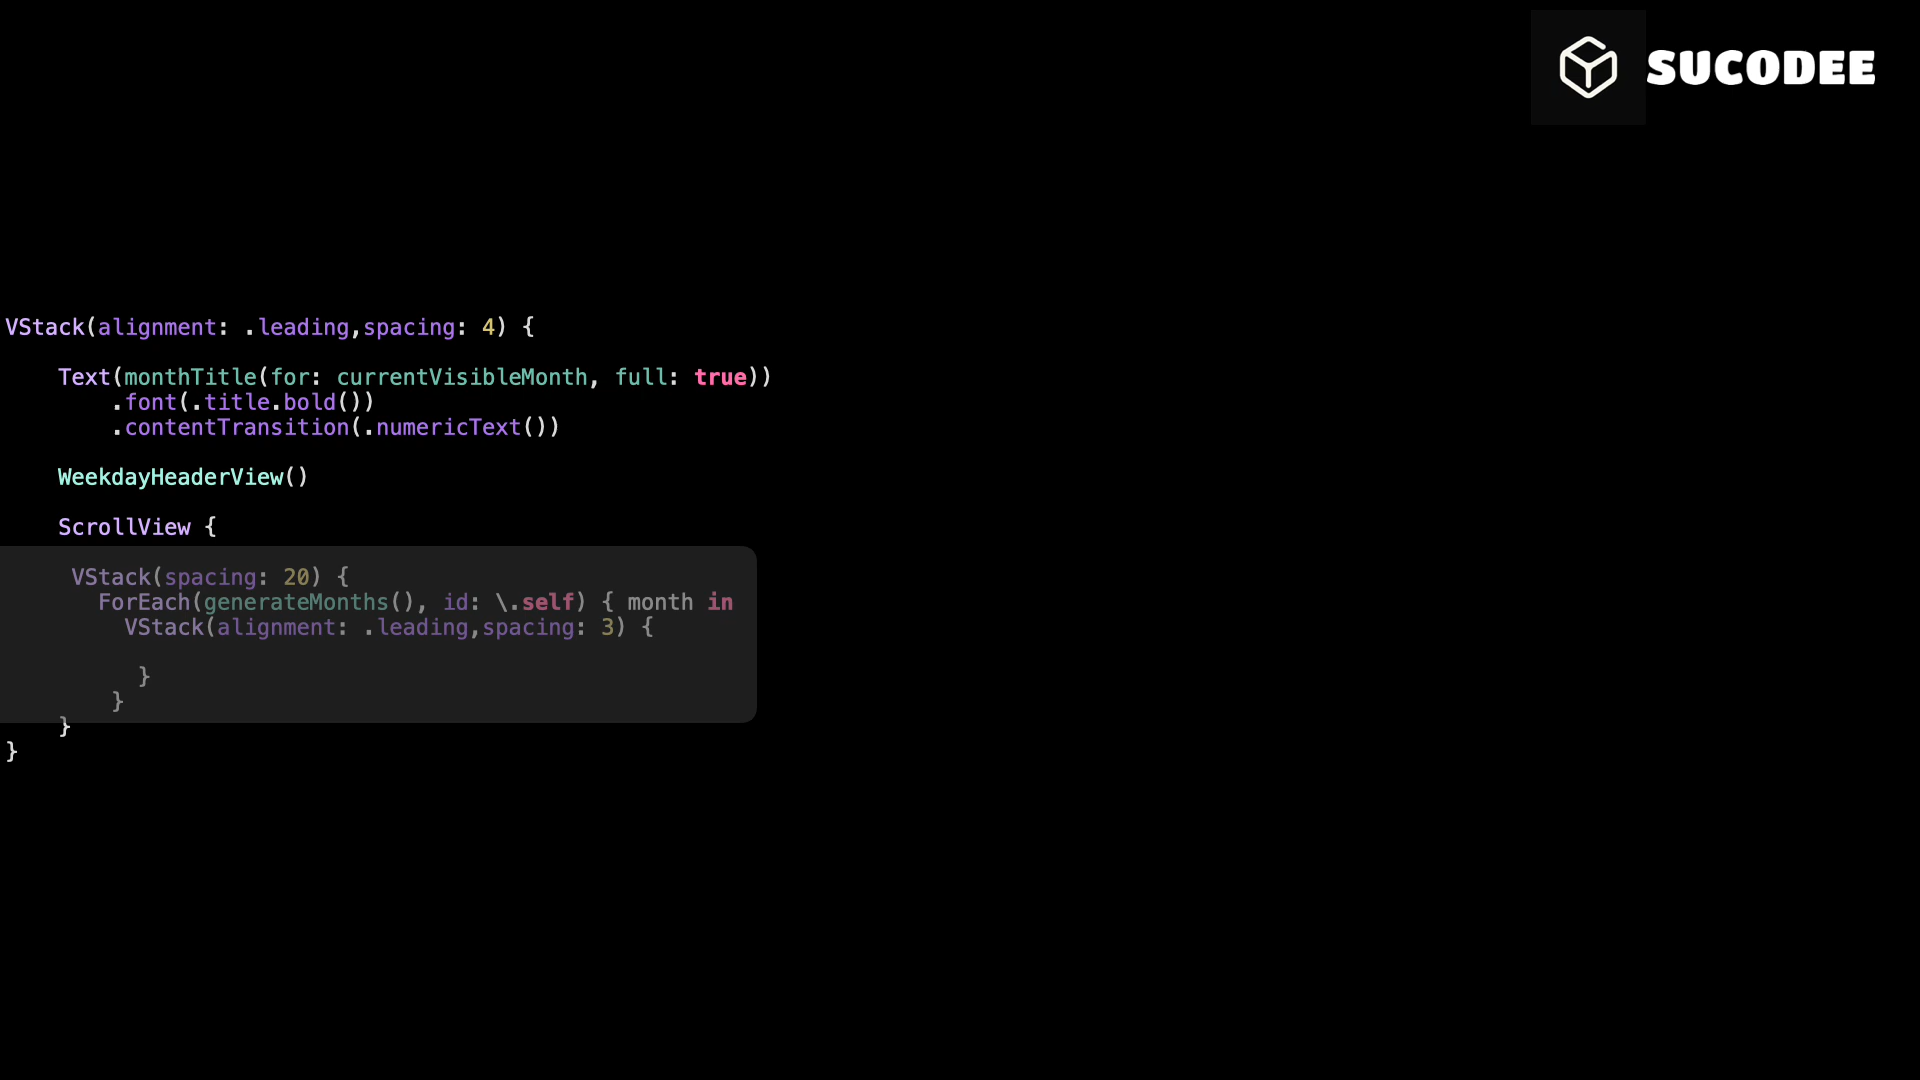 SUCODEE
VStack(alignment: .leading,spacing: 4) {
Text(monthTitle(for: currentVisibleMonth, full: true))
.font(.title.bold())
.contentTransition(.numericText())
WeekdayHeaderView()
ScrollView {
VStack(spacing: 20) {
ForEach(generateMonths(), id: \.self) { month in
VStack(alignment: .leading,spacing: 3) {
}
}
}
}